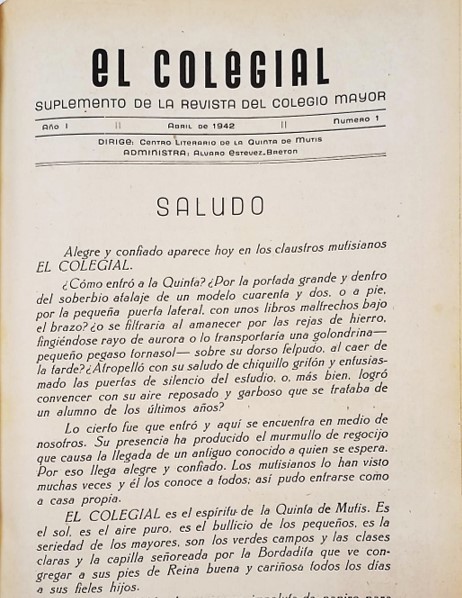 eL COLeGIAL
SUPLEMENTO DE LA REVISTA DEL COLEGIO MAYOR
Año I || ABRIL DE 1942 || NUMERO 1
DIRIGE: CENTRO LITERARIO DE LA QUINTA DE MUTIS
ADMINISTRA: ALVARO ESTEVEZ-BRETON
SALUDO
Alegre y confiado aparece hoy en los claustros mutisianos
EL COLEGIAL.
¿Cómo entró a la Quinta? ¿Por la portada grande y dentro
del soberbio atalaje de un modelo cuarenta y dos, o a pie,
por la pequeña puerta lateral, con unos libros maltrechos bajo
el brazo? ¿o se filtraría al amanecer por las rejas de hierro,
fingiéndose rayo de aurora o lo transportaría una golondrina—
pequeño pegaso tornasol— sobre su dorso felpudo, al caer de
la tarde? ¿Atropelló con su saludo de chiquillo gritón y entusias-
mado las puertas de silencio del estudio, o, más bien, logró
convencer con su aire reposado y garboso que se trataba de
un alumno de los últimos años?
Lo cierto fue que entró y aquí se encuentra en medio de
nosotros. Su presencia ha producido el murmullo de regocijo
que causa la llegada de un antiguo conocido a quien se espera.
Por eso llega alegre y confiado. Los mutisianos lo han visto
muchas veces y él los conoce a todos; así pudo entrarse como
a casa propia.
EL COLEGIAL es el espíritu de la Quinta de Mutis. Es
el sol, es el aire puro, es el bullicio de los pequeños, es la
seriedad de los mayores, son los verdes campos y las clases
claras y la capilla señoreada por la Bordadita que ve con-
gregar a sus pies de Reina buena y cariñosa todos los días
a sus fieles hijos.